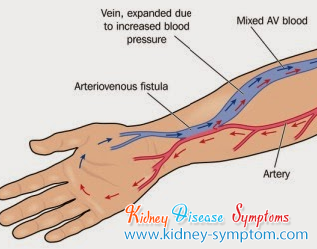 Vein, expanded due
to increased blood
pressure
Mixed AV blood
Arteriovenous fistula
Artery
Kidney Disease Symptoms
www.kidney-symptom.com